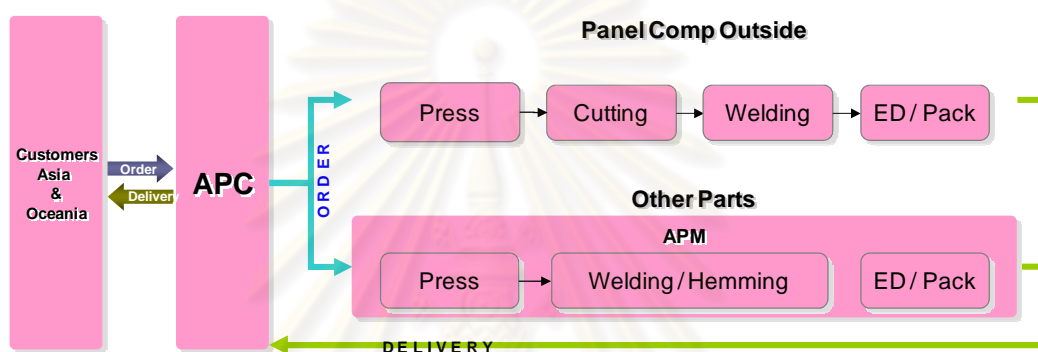 Panel Comp Outside
Press
Cutting
Welding
ED / Pack
Customers
Asia
&
Oceania
Order
Delivery
APC
ORDER
Other Parts
APM
Press
Welding / Hemming
ED / Pack
DELIVERY